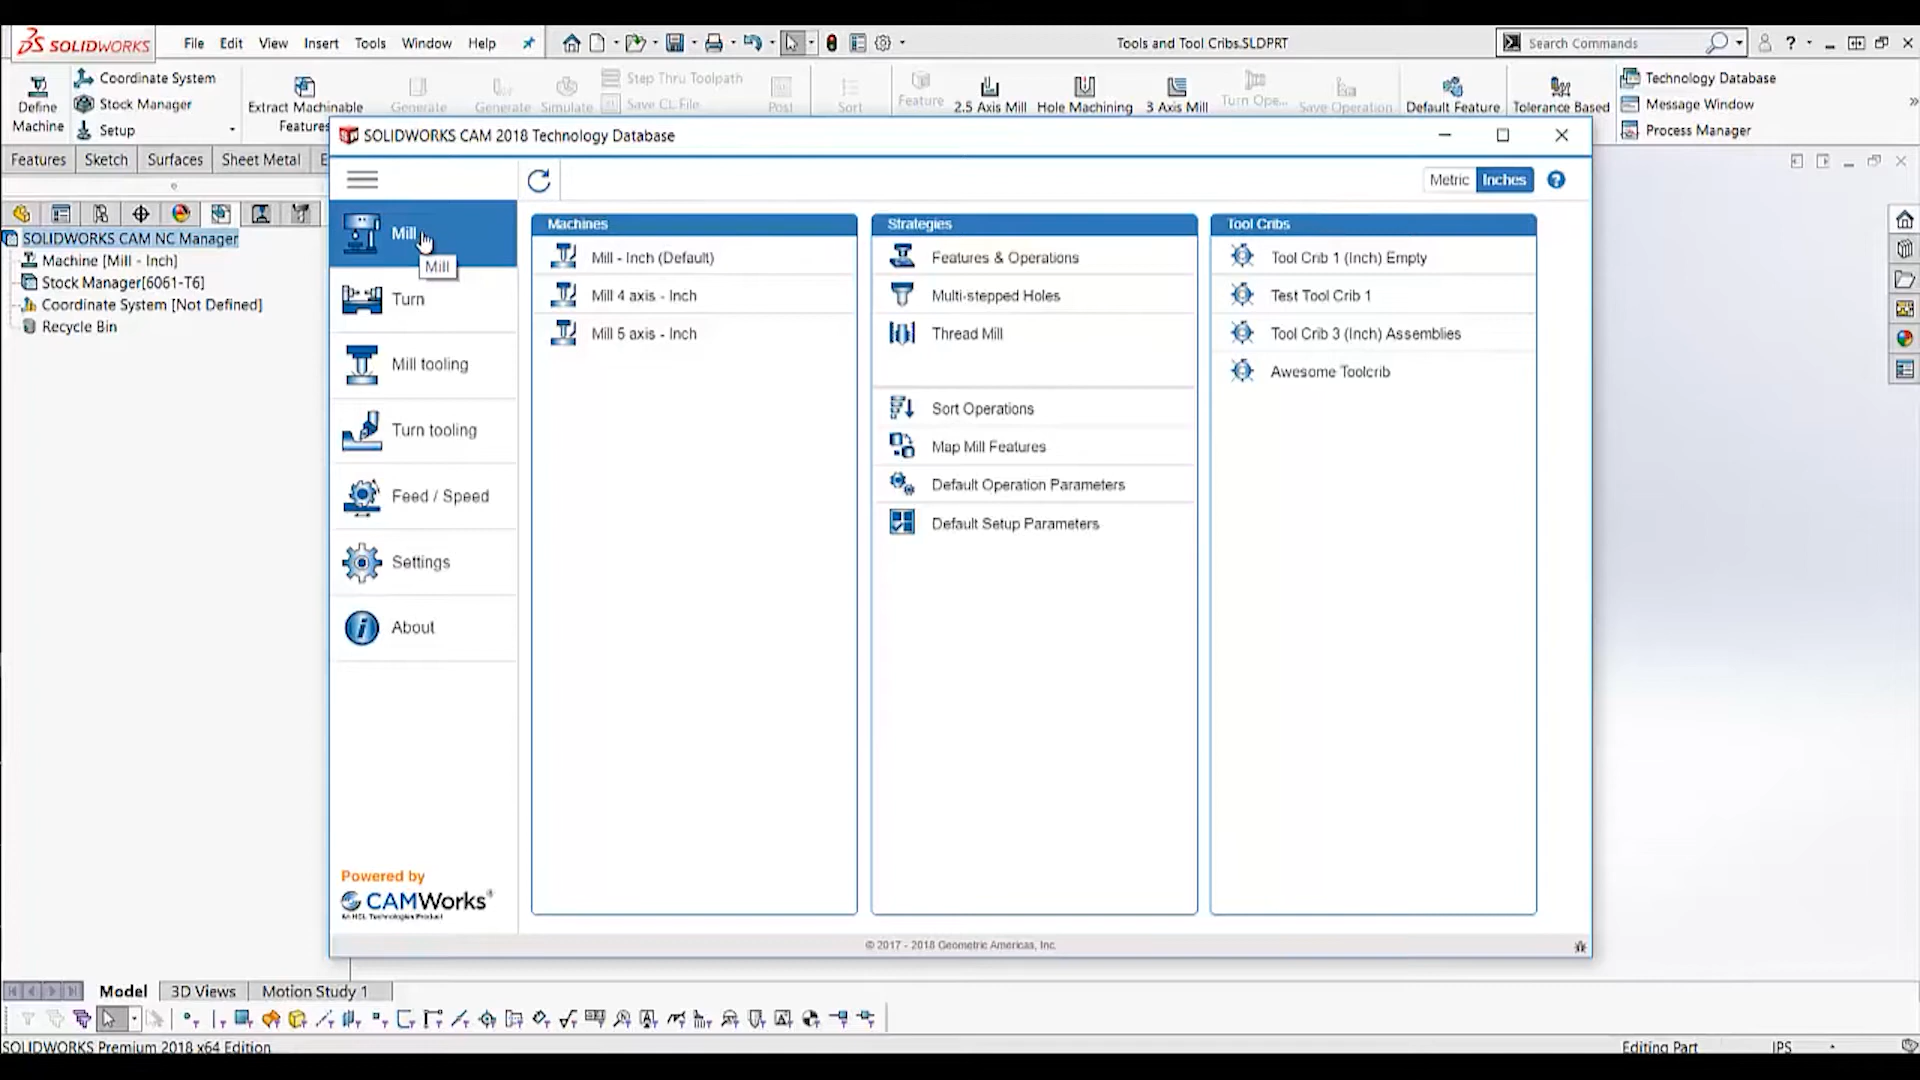 SOLIDWORKS File Edit View Insert Tools Window Help Tools and Tool Cribs.SLDPRT Search Commands ?
Define Machine
Coordinate System
Stock Manager
Setup
Extract Machinable Features
Generate
Generate
Simulate
Step Thru Toolpath
Save CL File
Post
Sort
Feature
2.5 Axis Mill
Hole Machining
3 Axis Mill
Turn Ope...
Save Operation
Default Feature
Tolerance Based
Technology Database
Message Window
Process Manager
Features Sketch Surfaces Sheet Metal E
SOLIDWORKS CAM NC Manager
Machine [Mill - Inch]
Stock Manager[6061-T6]
Coordinate System [Not Defined]
Recycle Bin
SOLIDWORKS CAM 2018 Technology Database
Metric Inches ?
Mill
Mill
Turn
Mill tooling
Turn tooling
Feed / Speed
Settings
About
Powered by
CAMWorks®
An HCL Technologies Product
Machines
Mill - Inch (Default)
Mill 4 axis - Inch
Mill 5 axis - Inch
Strategies
Features & Operations
Multi-stepped Holes
Thread Mill
Sort Operations
Map Mill Features
Default Operation Parameters
Default Setup Parameters
Tool Cribs
Tool Crib 1 (Inch) Empty
Test Tool Crib 1
Tool Crib 3 (Inch) Assemblies
Awesome Toolcrib
© 2017 - 2018 Geometric Americas, Inc.
Model 3D Views Motion Study 1
SOLIDWORKS Premium 2018 x64 Edition Editing Part IPS